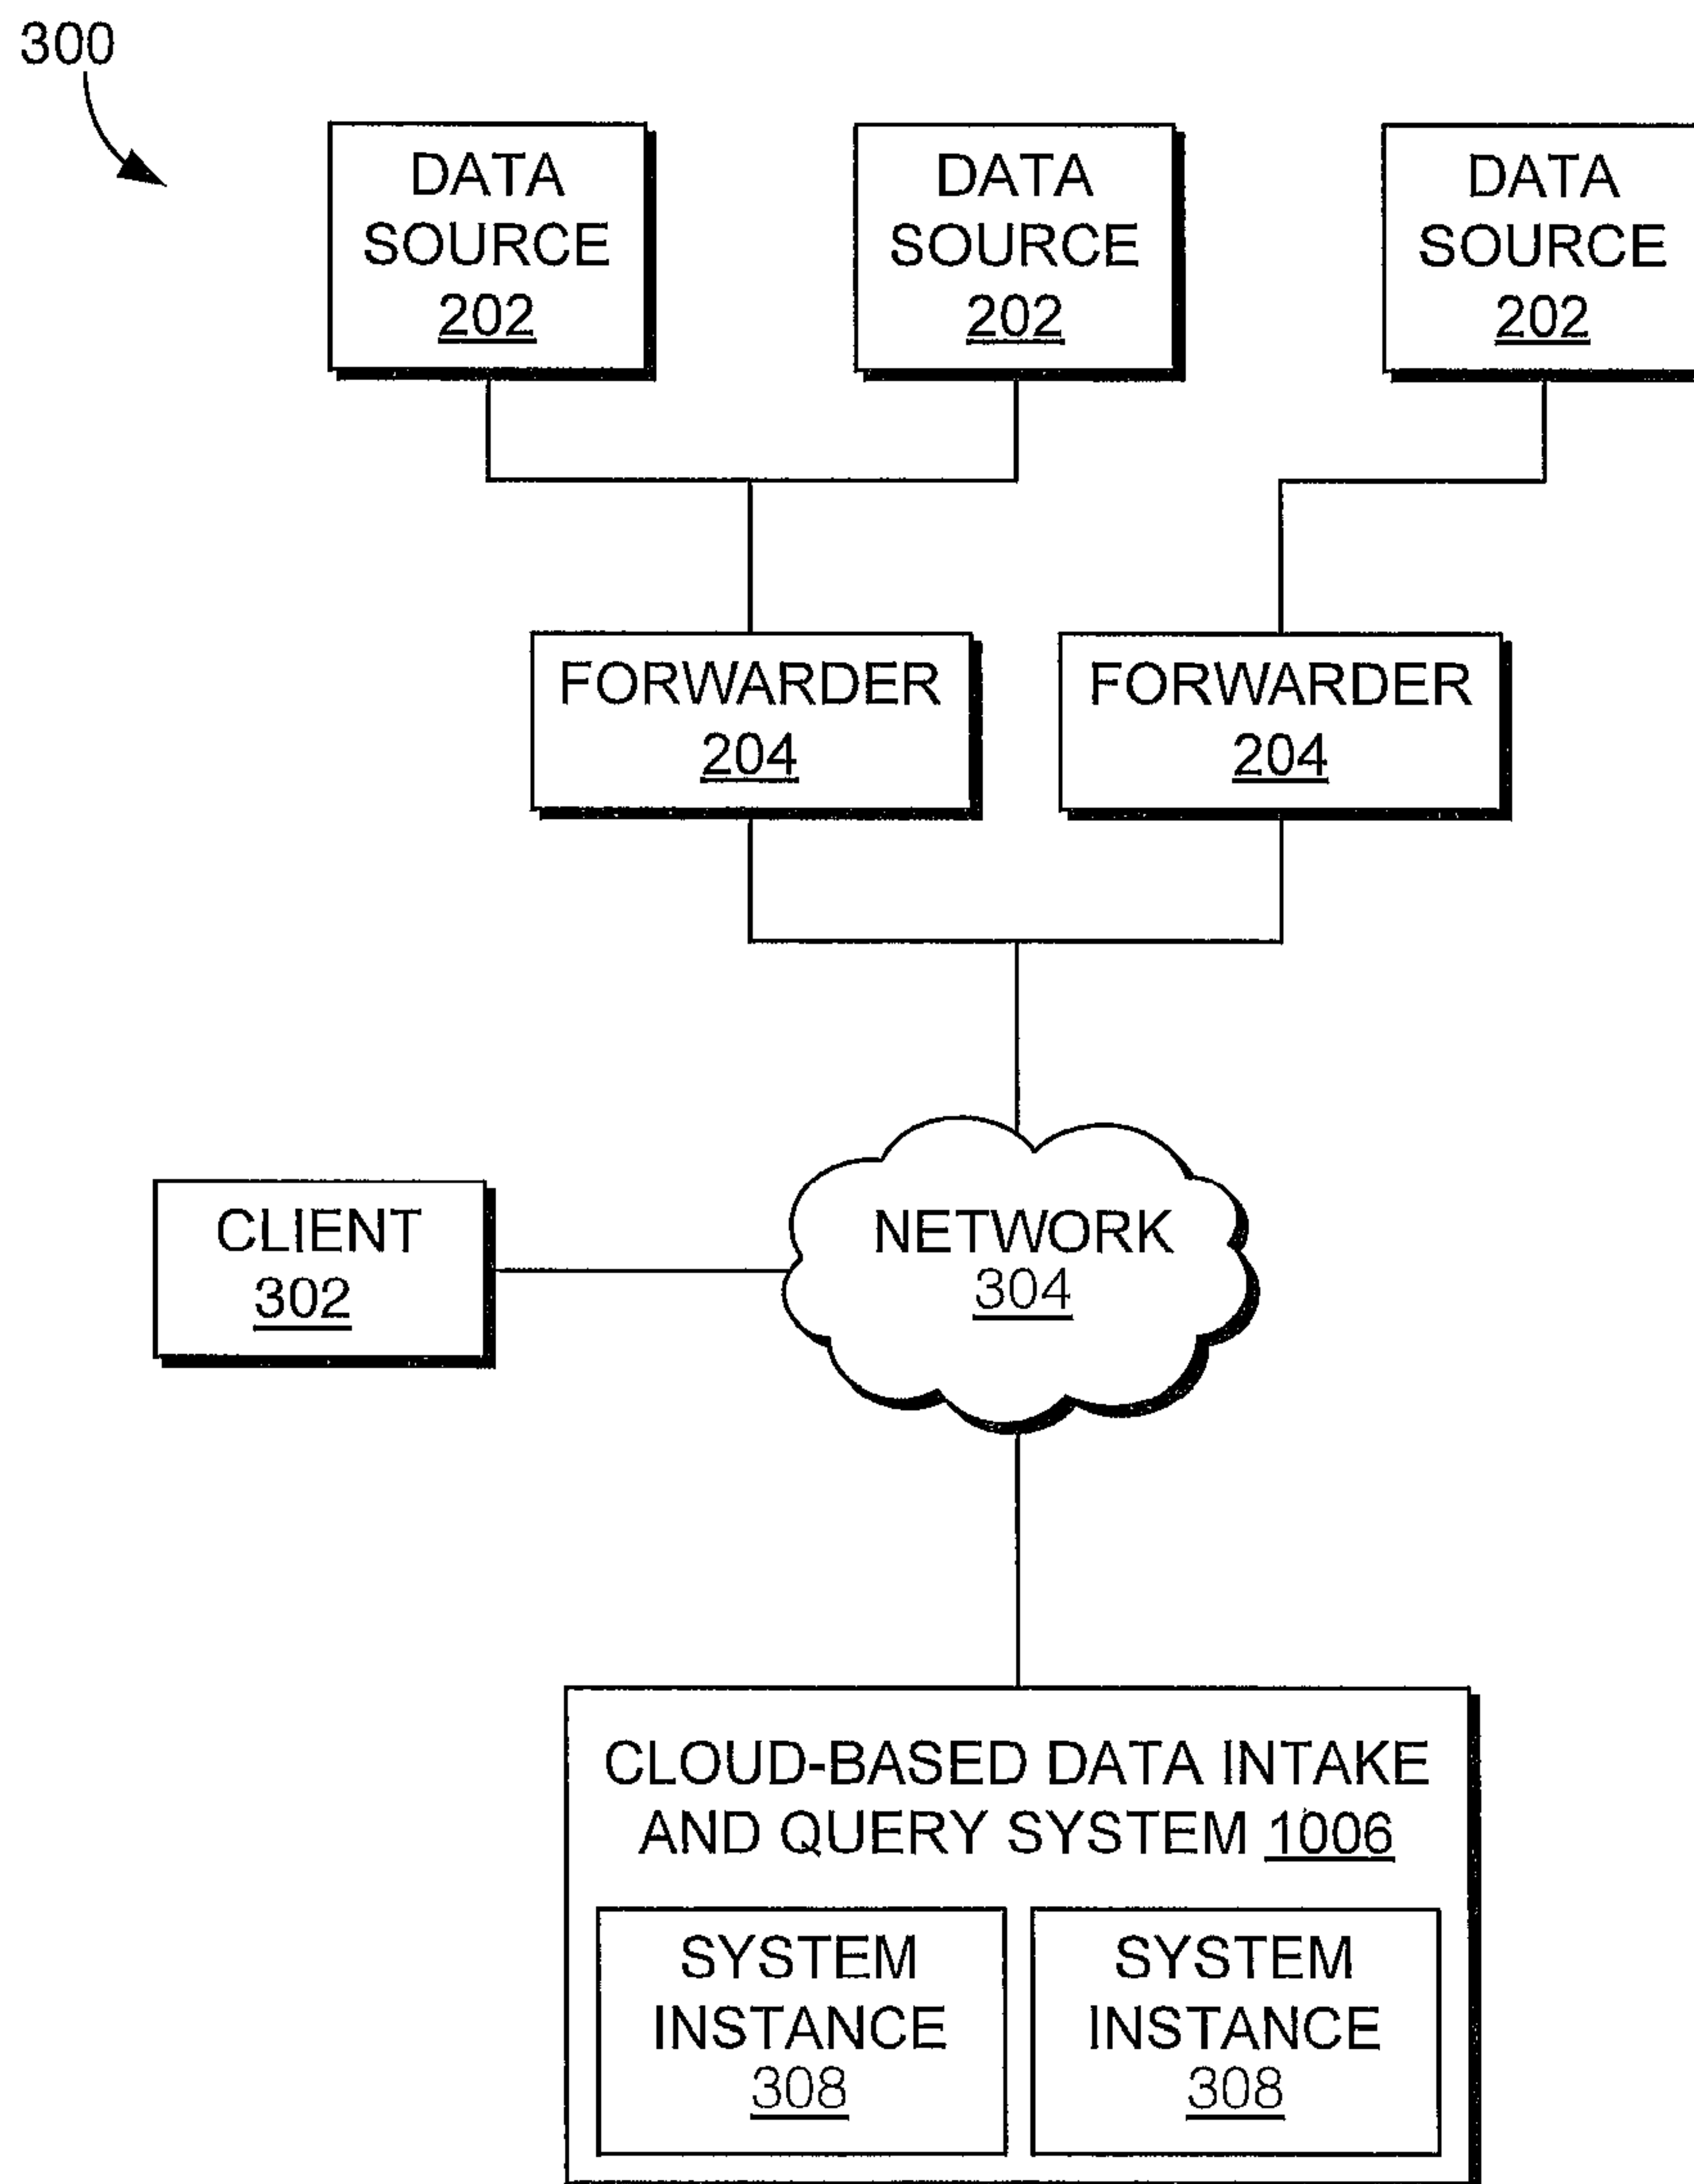 300
DATA
SOURCE
202
DATA
SOURCE
202
DATA
SOURCE
202
FORWARDER
204
FORWARDER
204
CLIENT
302
NETWORK
304
CLOUD-BASED DATA INTAKE
AND QUERY SYSTEM 1006
SYSTEM
INSTANCE
308
SYSTEM
INSTANCE
308